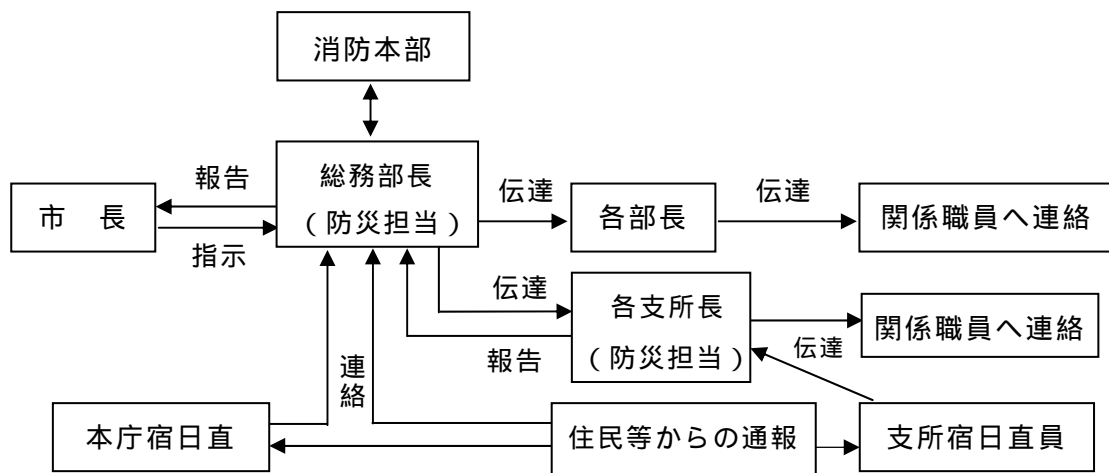 消防本部
報告
総務部長
(防災担当)
伝達
伝達
市　長
各部長
関係職員へ連絡
指示
伝達
各支所長
(防災担当)
関係職員へ連絡
報告
伝達
連絡
本庁宿日直
住民等からの通報
支所宿日直員